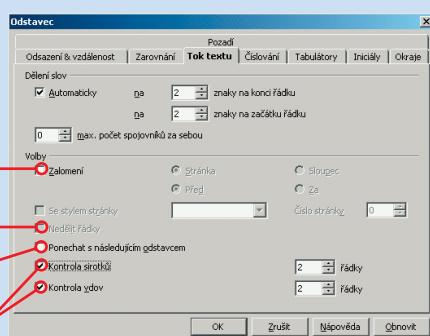 Odstavec
Pozadí
Odsazení & vzdálenost Zarovnání Tok textu Číslování Tabulátory Iniciály Okraje
Dělení slov
Automaticky na 2 znaky na konci řádku
na 2 znaky na začátku řádku
0 max. počet spojovníků za sebou
Volby
Zalomení Stránka Sloupec
Před Za
Se stylem stránky Číslo stránky 0
Nedělit řádky
Ponechat s následujícím odstavcem
Kontrola sirotků 2 řádky
Kontrola vdov 2 řádky
OK Zrušit Nápověda Obnovit